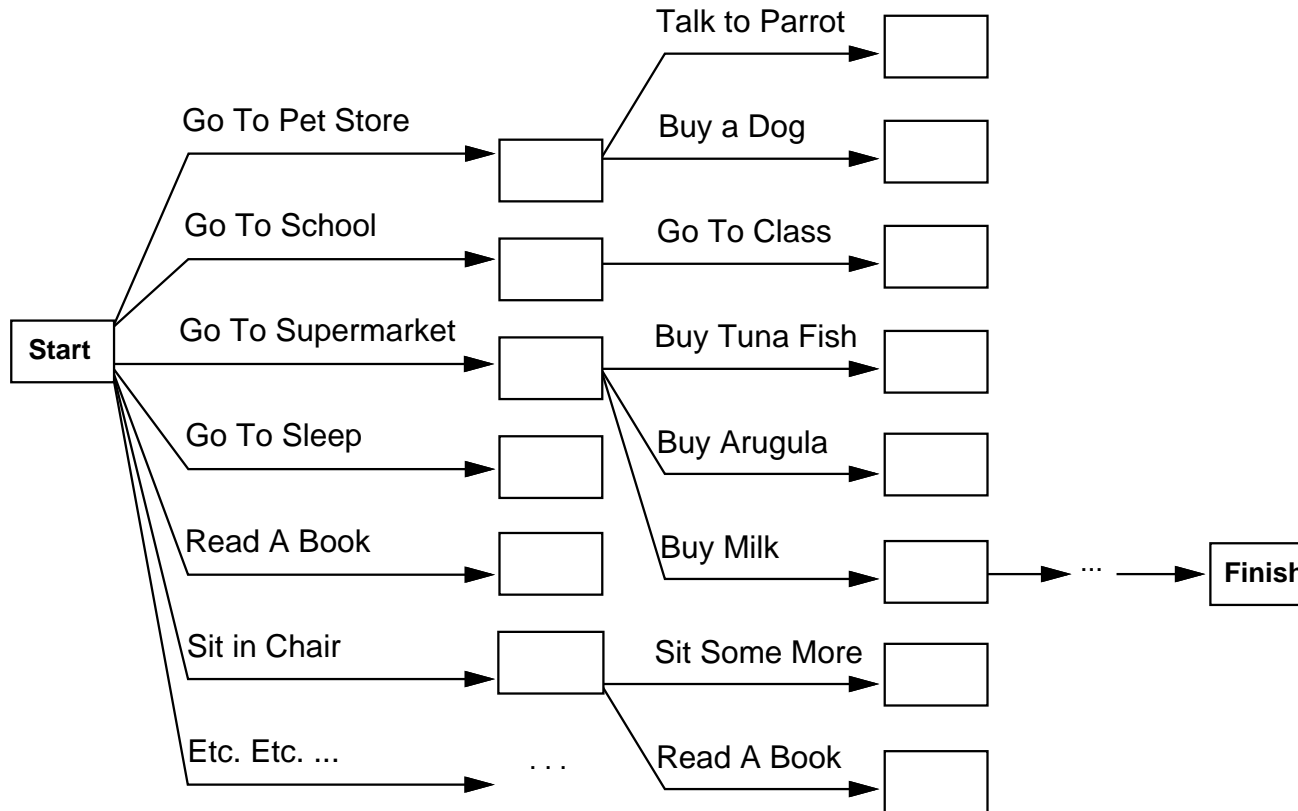 Talk to Parrot
Go To Pet Store
Buy a Dog
Go To School
Go To Class
Start
Go To Supermarket
Buy Tuna Fish
Go To Sleep
Buy Arugula
Read A Book
Buy Milk
...
Finish
Sit in Chair
Sit Some More
Etc. Etc. ...
. . .
Read A Book